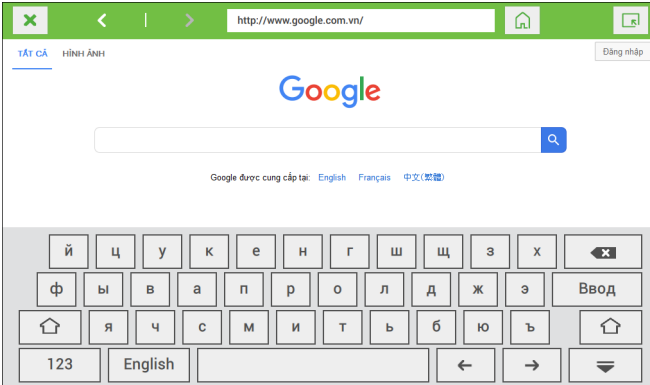 http://www.google.com.vn/
TẤT CẢ HÌNH ẢNH Đăng nhập
Google
Google được cung cấp tại: English Français 中文(繁體)
й ц у к е н г ш щ з х
ф ы в а п р о л д ж э Ввод
я ч с м и т ь б ю ъ
123 English